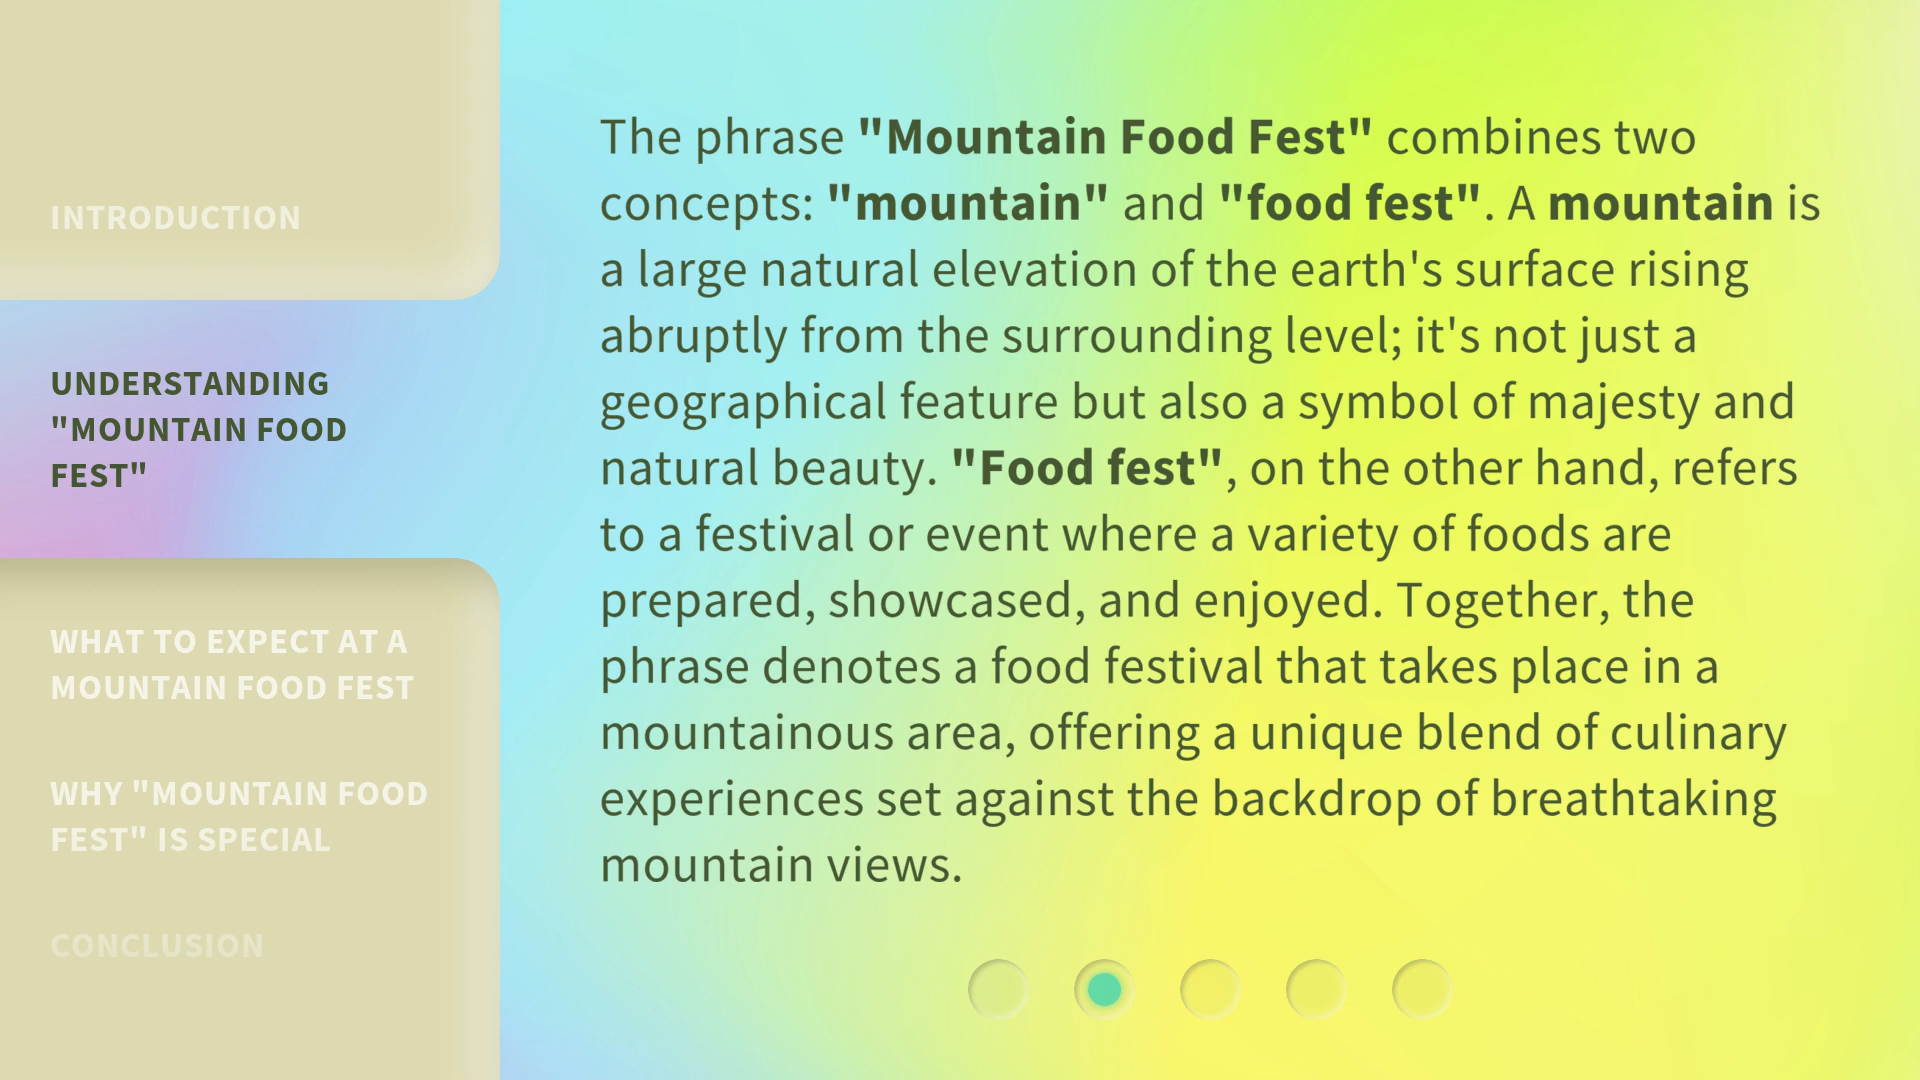 INTRODUCTION
UNDERSTANDING
"MOUNTAIN FOOD
FEST"
WHAT TO EXPECT AT A
MOUNTAIN FOOD FEST
WHY "MOUNTAIN FOOD
FEST" IS SPECIAL
CONCLUSION
The phrase "Mountain Food Fest" combines two
concepts: "mountain" and "food fest". A mountain is
a large natural elevation of the earth's surface rising
abruptly from the surrounding level; it's not just a
geographical feature but also a symbol of majesty and
natural beauty. "Food fest", on the other hand, refers
to a festival or event where a variety of foods are
prepared, showcased, and enjoyed. Together, the
phrase denotes a food festival that takes place in a
mountainous area, offering a unique blend of culinary
experiences set against the backdrop of breathtaking
mountain views.